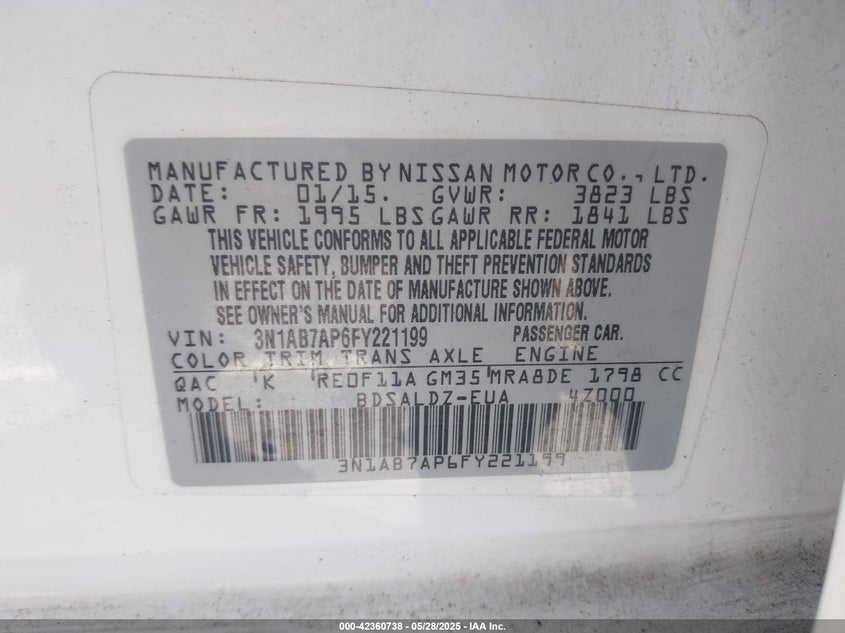 MANUFACTURED BY NISSAN MOTOR CO., LTD.
DATE: 01/15. GVWR: 3823 LBS
GAWR FR: 1995 LBS GAWR RR: 1841 LBS
THIS VEHICLE CONFORMS TO ALL APPLICABLE FEDERAL MOTOR
VEHICLE SAFETY, BUMPER AND THEFT PREVENTION STANDARDS
IN EFFECT ON THE DATE OF MANUFACTURE SHOWN ABOVE.
SEE OWNER'S MANUAL FOR ADDITIONAL INFORMATION.
VIN: 3N1AB7AP6FY221199 PASSENGER CAR.
COLOR TRIM TRANS AXLE ENGINE
QAC K RE0F11A GM35 MRA8DE 1798 CC
MODEL: BDSALDZ-EUA 4Z000
3N1AB7AP6FY221199
000-42360738 - 05/28/2025 - IAA Inc.